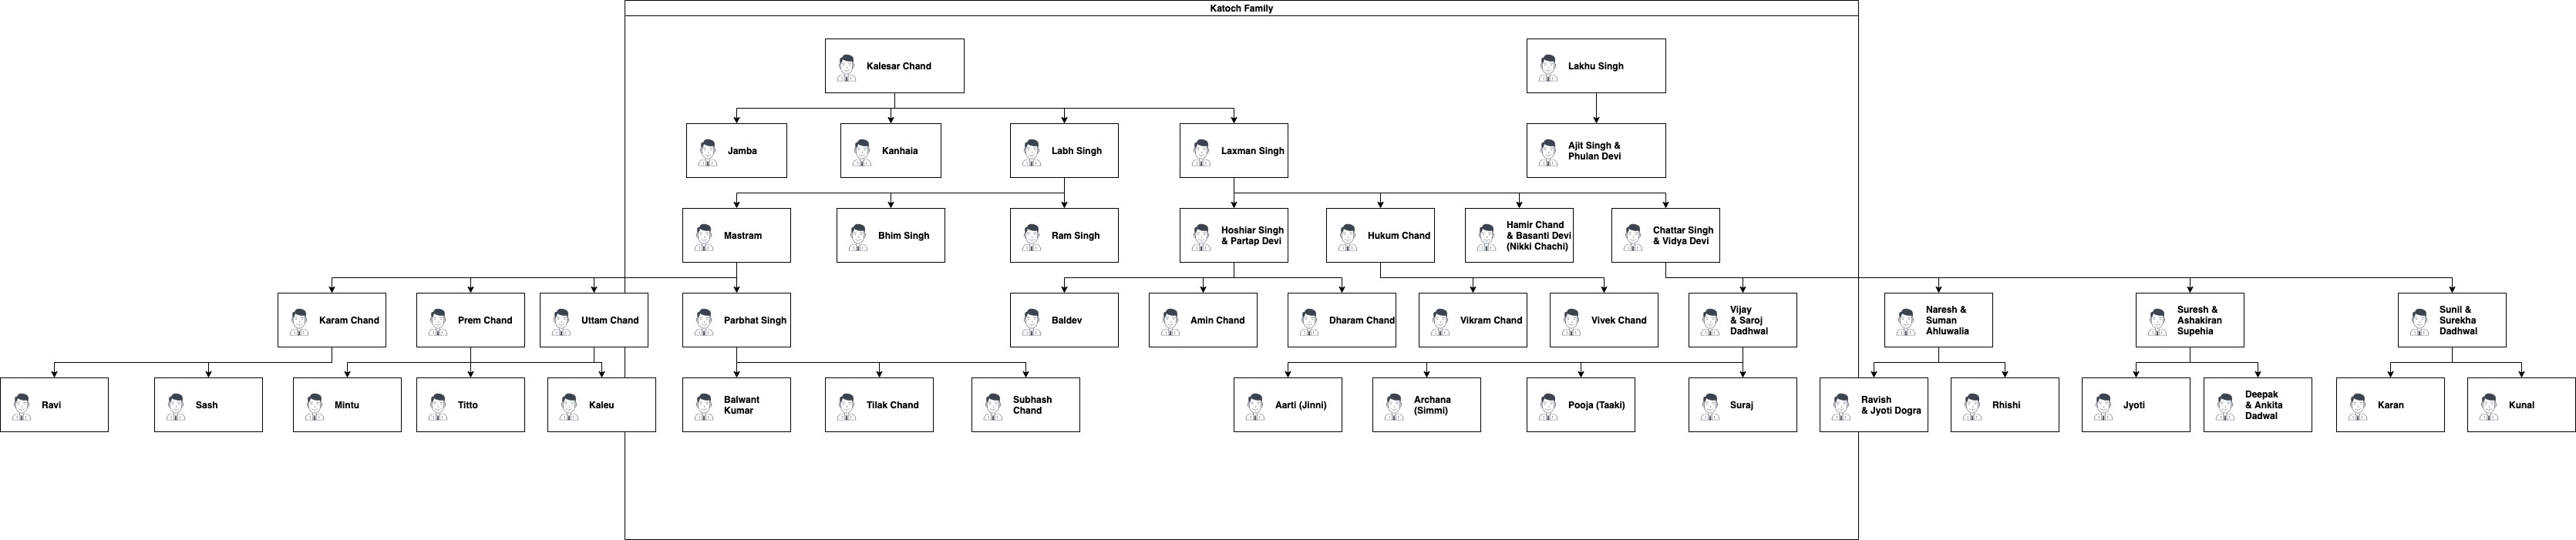 Katoch Family
Kalesar Chand
Lakhu Singh
Jamba
Kanhaia
Labh Singh
Laxman Singh
Ajit Singh &
Phulan Devi
Mastram
Bhim Singh
Ram Singh
Hoshiar Singh
& Partap Devi
Hukum Chand
Hamir Chand
& Basanti Devi
(Nikki Chachi)
Chattar Singh
& Vidya Devi
Karam Chand
Prem Chand
Uttam Chand
Parbhat Singh
Baldev
Amin Chand
Dharam Chand
Vikram Chand
Vivek Chand
Vijay
& Saroj
Dadhwal
Naresh &
Suman
Ahluwalia
Suresh &
Ashakiran
Supehia
Sunil &
Surekha
Dadhwal
Ravi
Sash
Mintu
Titto
Kaleu
Balwant
Kumar
Tilak Chand
Subhash
Chand
Aarti (Jinni)
Archana
(Simmi)
Pooja (Taaki)
Suraj
Ravish
& Jyoti Dogra
Rhishi
Jyoti
Deepak
& Ankita
Dadwal
Karan
Kunal